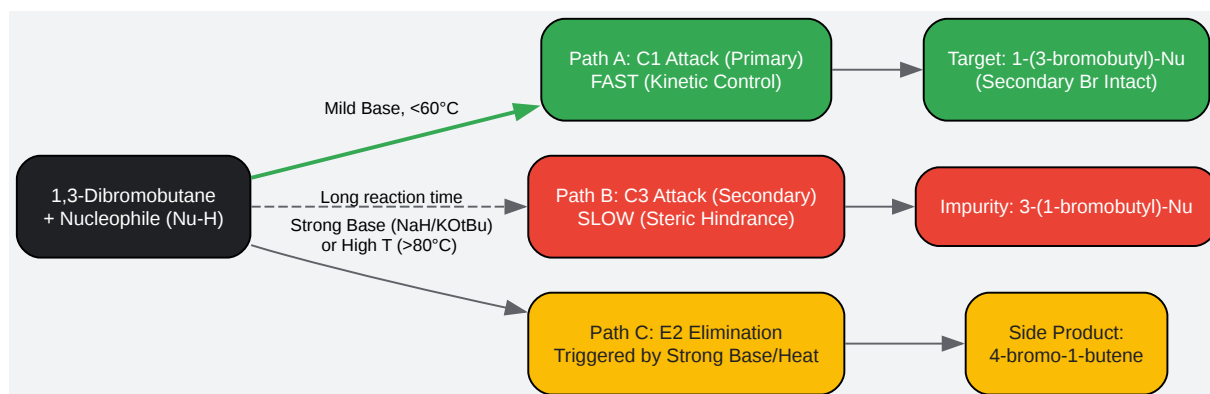 Path A: C1 Attack (Primary)
FAST (Kinetic Control)
Target: 1-(3-bromobutyl)-Nu
(Secondary Br Intact)
Mild Base, <60°C
1,3-Dibromobutane
+ Nucleophile (Nu-H)
Long reaction time
Strong Base (NaH/KOtBu)
or High T (>80°C)
Path B: C3 Attack (Secondary)
SLOW (Steric Hindrance)
Impurity: 3-(1-bromobutyl)-Nu
Path C: E2 Elimination
Triggered by Strong Base/Heat
Side Product:
4-bromo-1-butene